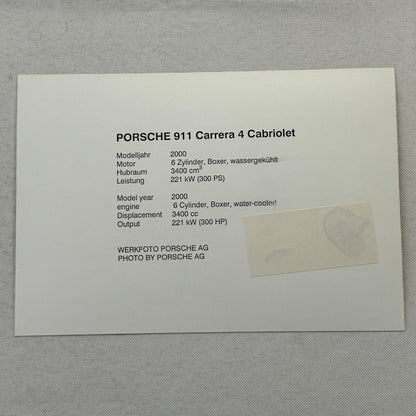 PORSCHE 911 Carrera 4 Cabriolet
Modelljahr 2000
Motor 6 Zylinder, Boxer, wassergekühlt
Hubraum 3400 cm³
Leistung 221 kW (300 PS)
Model year 2000
engine 6 Cylinder, Boxer, water-cooled
Displacement 3400 cc
Output 221 kW (300 HP)
WERKFOTO PORSCHE AG
PHOTO BY PORSCHE AG